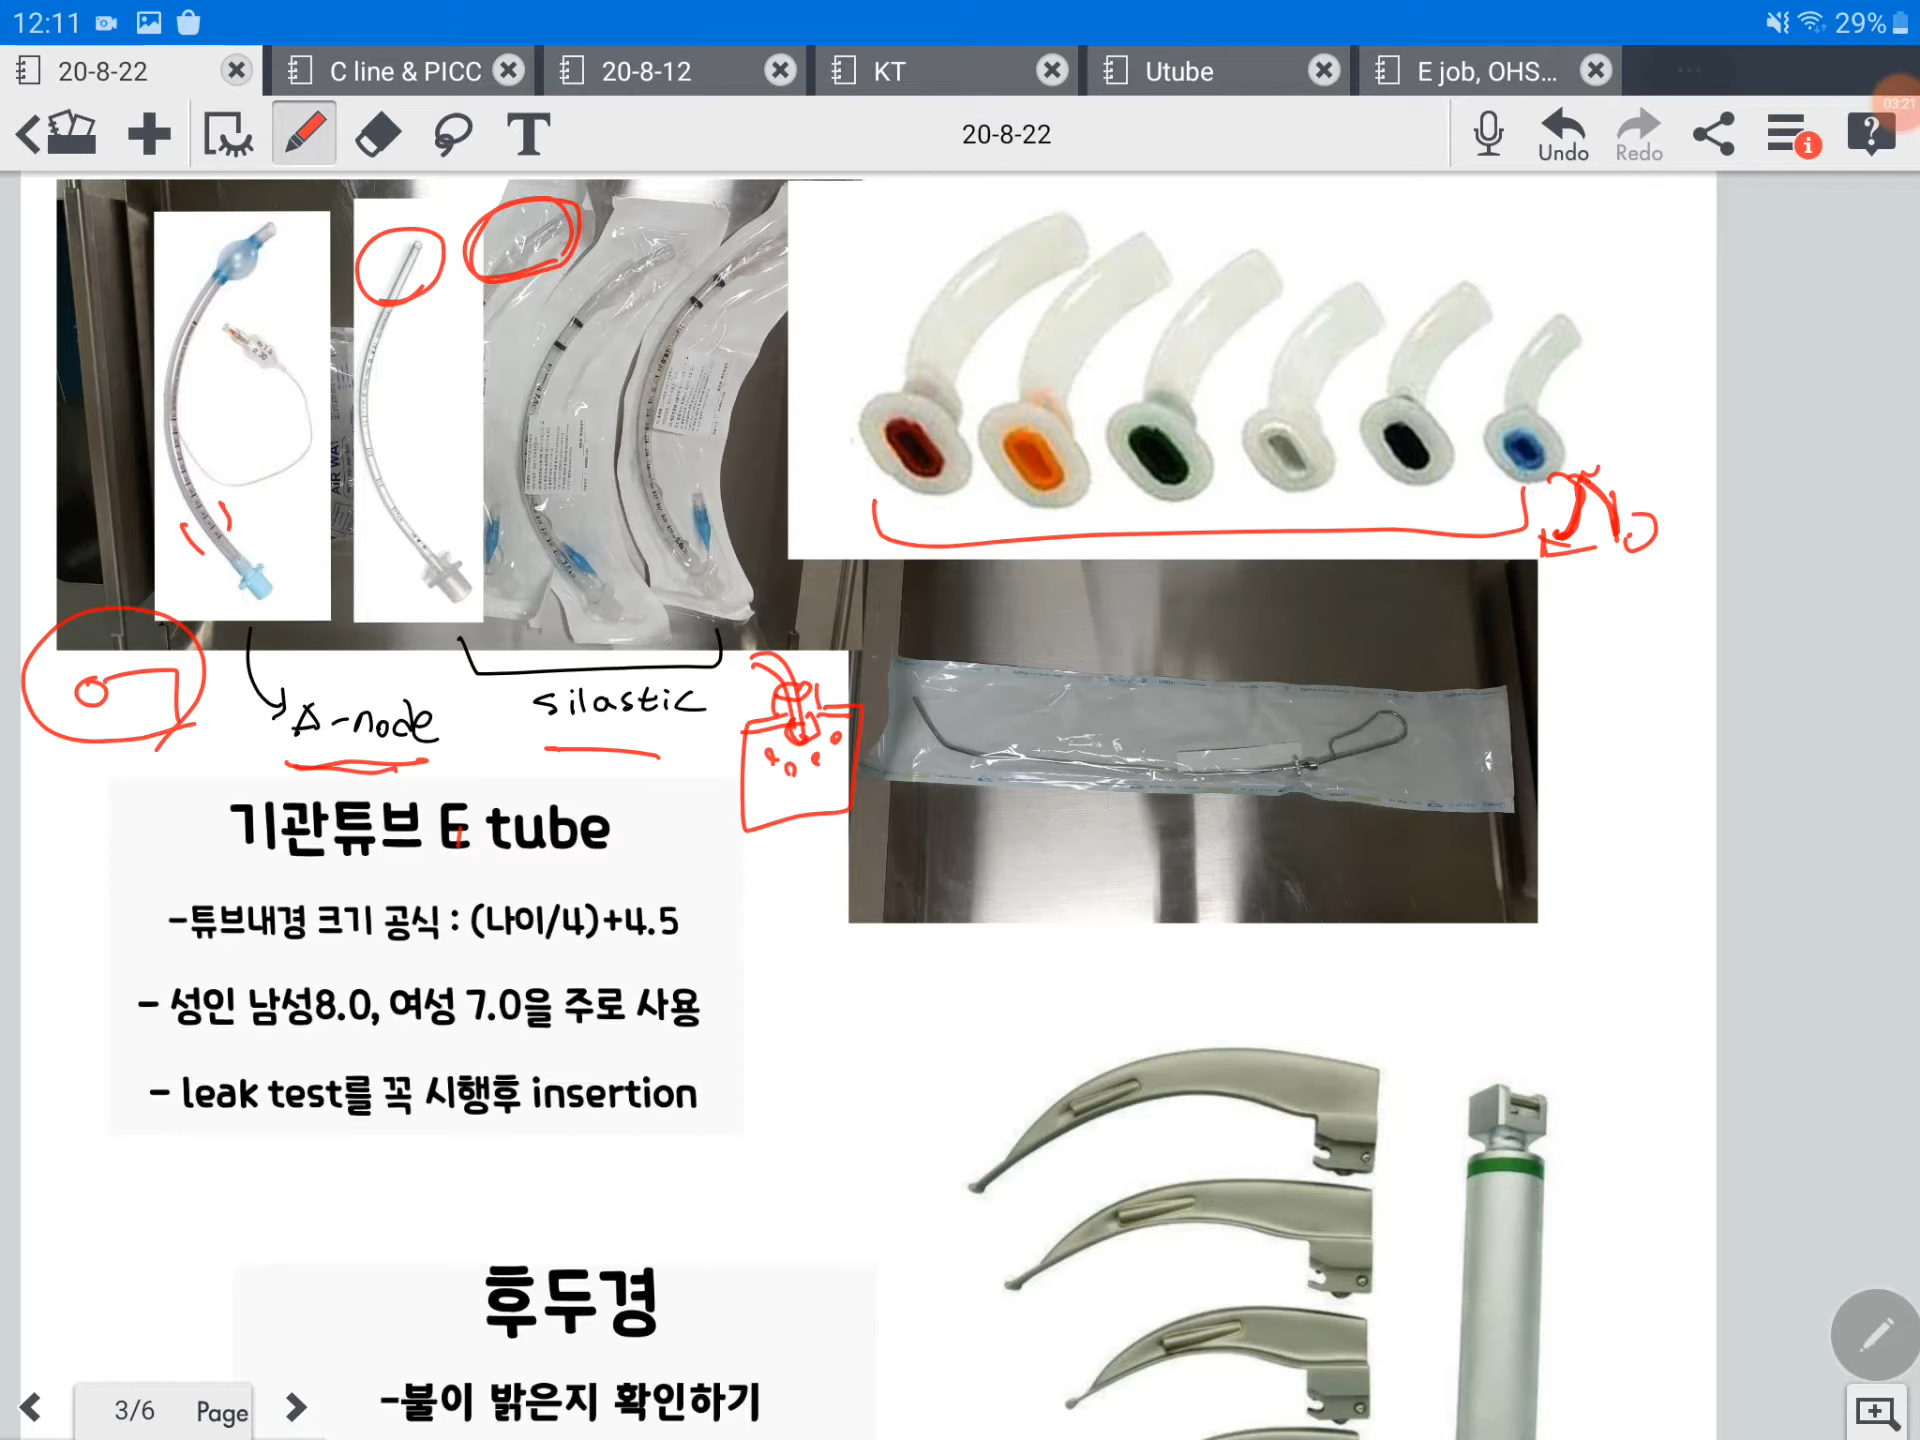 12:11
29%
20-8-22
C line & PICC
20-8-12
KT
Utube
E job, OHS...
03:21
T
20-8-22
Undo
Redo
AIR WAY
silastic
A-node
기관튜브 E tube
-튜브내경 크기 공식 : (나이/4)+4.5
- 성인 남성8.0, 여성 7.0을 주로 사용
- leak test를 꼭 시행후 insertion
후두경
-불이 밝은지 확인하기
3/6 Page